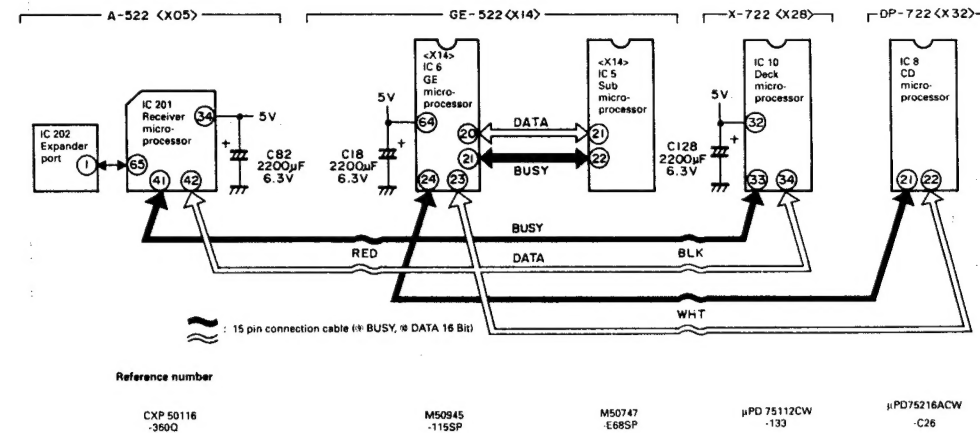 A-522 <X05>
GE-522 <X14>
X-722 <X28>
DP-722 <X32>
IC 202
Expander
port
1
65
IC 201
Receiver
micro-
processor
34
5V
+
C82
2200µF
6.3V
41
42
5V
+
C18
2200µF
6.3V
<X14>
IC 6
GE
micro-
processor
64
20
21
24
23
DATA
BUSY
<X14>
IC 5
Sub
micro-
processor
21
22
5V
+
C128
2200µF
6.3V
IC 10
Deck
micro-
processor
32
33
34
IC 8
CD
micro-
processor
21
22
BUSY
RED
DATA
BLK
WHT
: 15 pin connection cable (BUSY, DATA 16 Bit)
Reference number
CXP 50116
-360Q
M50945
-115SP
M50747
-E68SP
µPD 75112CW
-133
µPD75216ACW
-C26